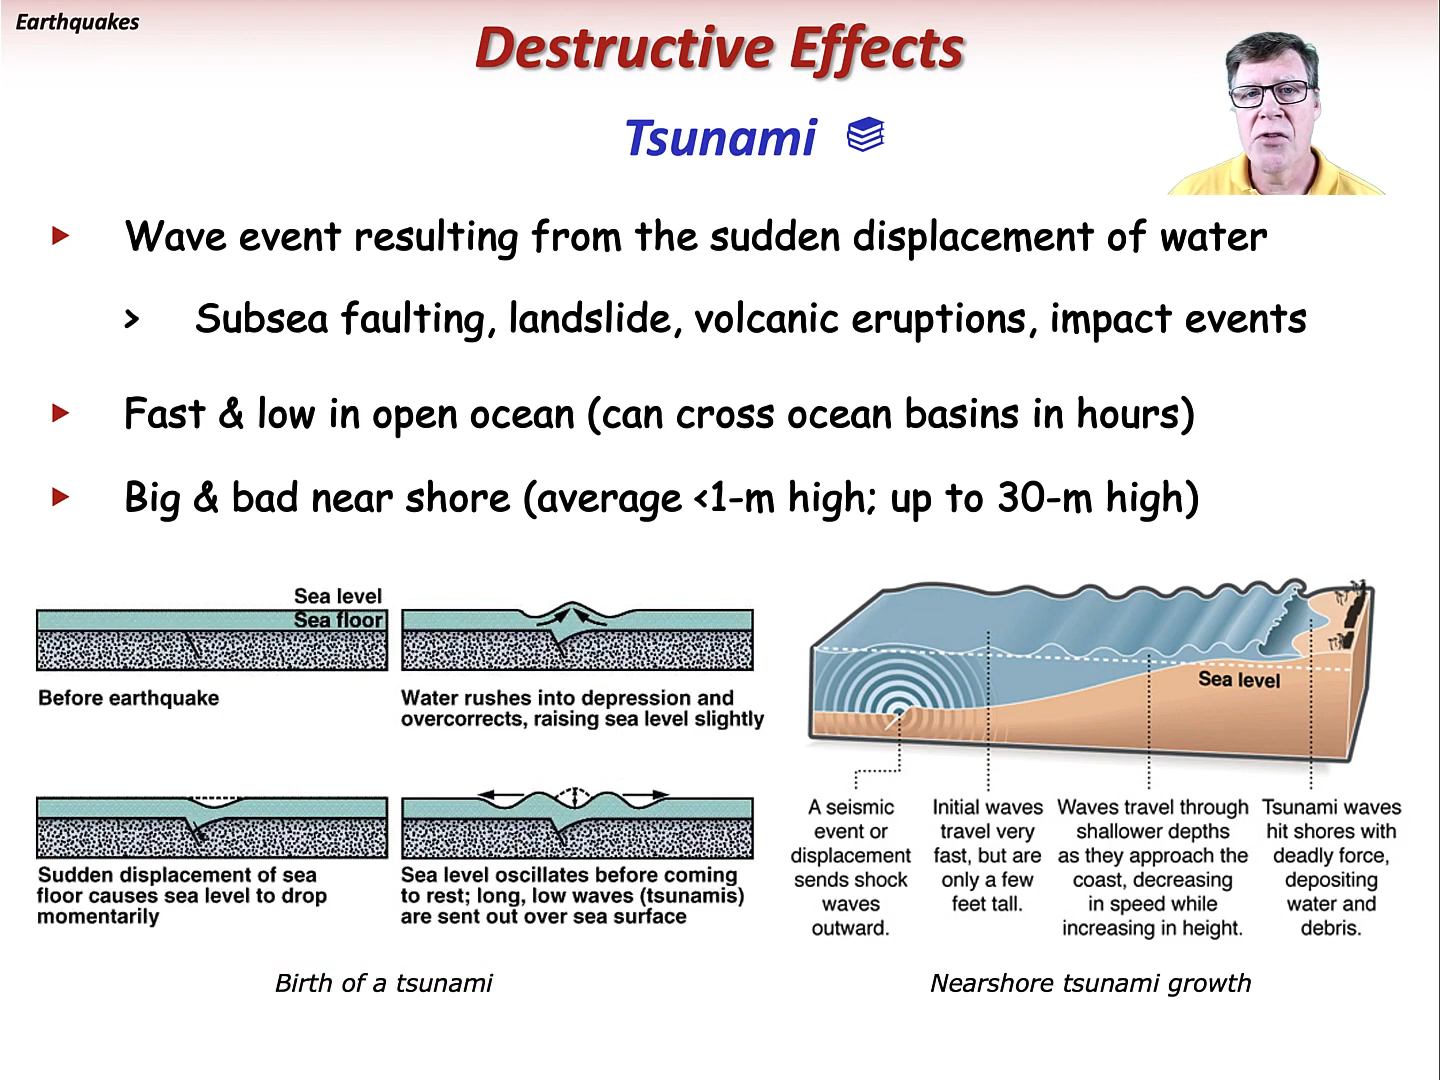 Earthquakes
Destructive Effects
Tsunami
Wave event resulting from the sudden displacement of water
> Subsea faulting, landslide, volcanic eruptions, impact events
Fast & low in open ocean (can cross ocean basins in hours)
Big & bad near shore (average <1-m high; up to 30-m high)
Sea level
Sea floor
Before earthquake
Water rushes into depression and
overcorrects, raising sea level slightly
Sudden displacement of sea
floor causes sea level to drop
momentarily
Sea level oscillates before coming
to rest; long, low waves (tsunamis)
are sent out over sea surface
Birth of a tsunami
Sea level
A seismic
event or
displacement
sends shock
waves
outward.
Initial waves
travel very
fast, but are
only a few
feet tall.
Waves travel through
shallower depths
as they approach the
coast, decreasing
in speed while
increasing in height.
Tsunami waves
hit shores with
deadly force,
depositing
water and
debris.
Nearshore tsunami growth